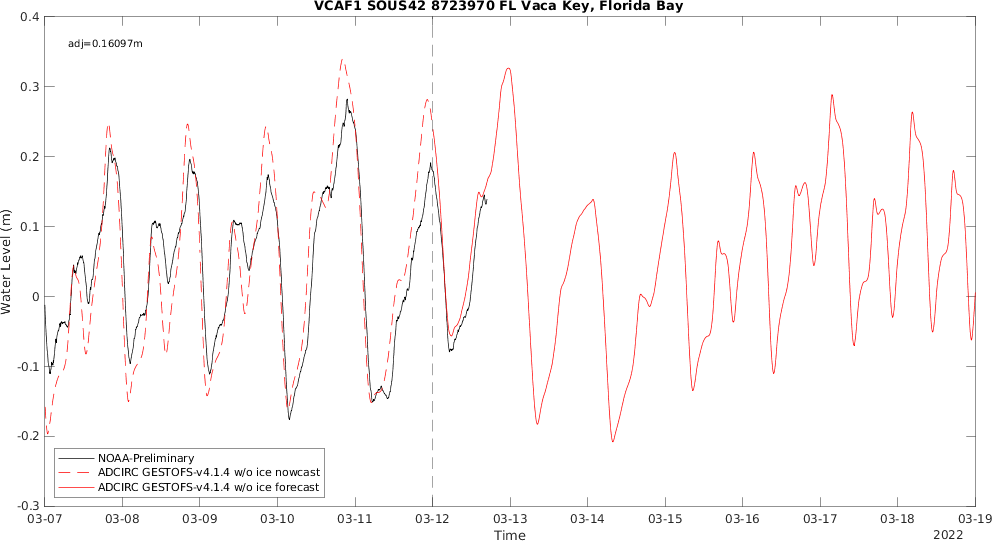 VCAF1 SOUS42 8723970 FL Vaca Key, Florida Bay
adj=0.16097m
0.4
0.3
0.2
0.1
0
-0.1
-0.2
-0.3
Water Level (m)
NOAA-Preliminary
ADCIRC GESTOFS-v4.1.4 w/o ice nowcast
ADCIRC GESTOFS-v4.1.4 w/o ice forecast
03-07 03-08 03-09 03-10 03-11 03-12 03-13 03-14 03-15 03-16 03-17 03-18 03-19
Time
2022